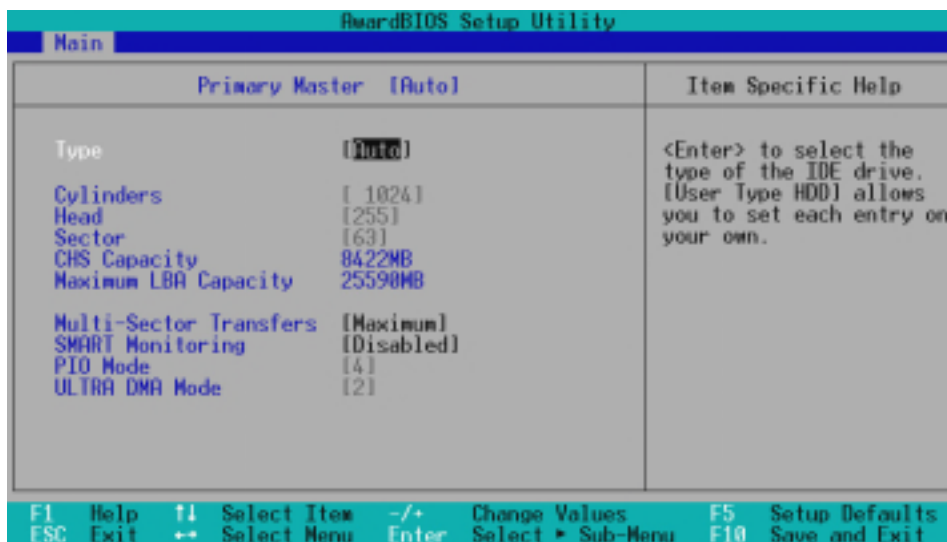 AwardBIOS Setup Utility
Main
Primary Master [Auto]
Item Specific Help
Type [Auto]
Cylinders [ 1024]
Head [255]
Sector [63]
CHS Capacity 8422MB
Maximum LBA Capacity 25590MB
Multi-Sector Transfers [Maximum]
SMART Monitoring [Disabled]
PIO Mode [4]
ULTRA DMA Mode [2]
<Enter> to select the
type of the IDE drive.
[User Type HDD] allows
you to set each entry on
your own.
F1 Help ↑↓ Select Item -/+ Change Values F5 Setup Defaults
ESC Exit ←→ Select Menu Enter Select ► Sub-Menu F10 Save and Exit